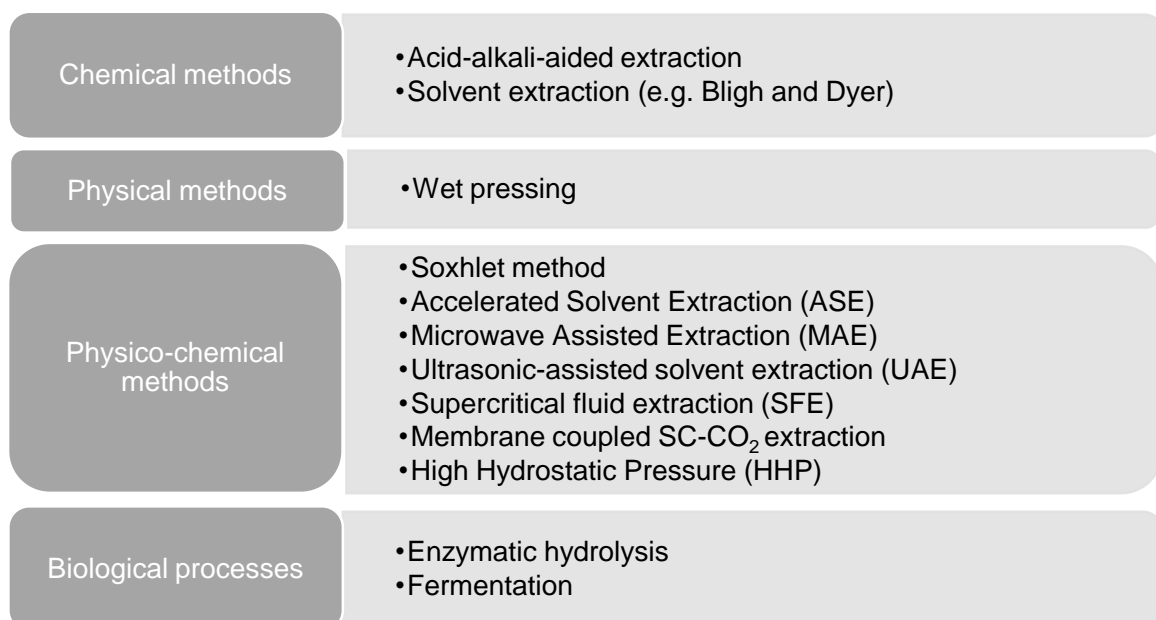 Chemical methods
•Acid-alkali-aided extraction
•Solvent extraction (e.g. Bligh and Dyer)
Physical methods
•Wet pressing
Physico-chemical
methods
•Soxhlet method
•Accelerated Solvent Extraction (ASE)
•Microwave Assisted Extraction (MAE)
•Ultrasonic-assisted solvent extraction (UAE)
•Supercritical fluid extraction (SFE)
•Membrane coupled SC-CO₂ extraction
•High Hydrostatic Pressure (HHP)
Biological processes
•Enzymatic hydrolysis
•Fermentation